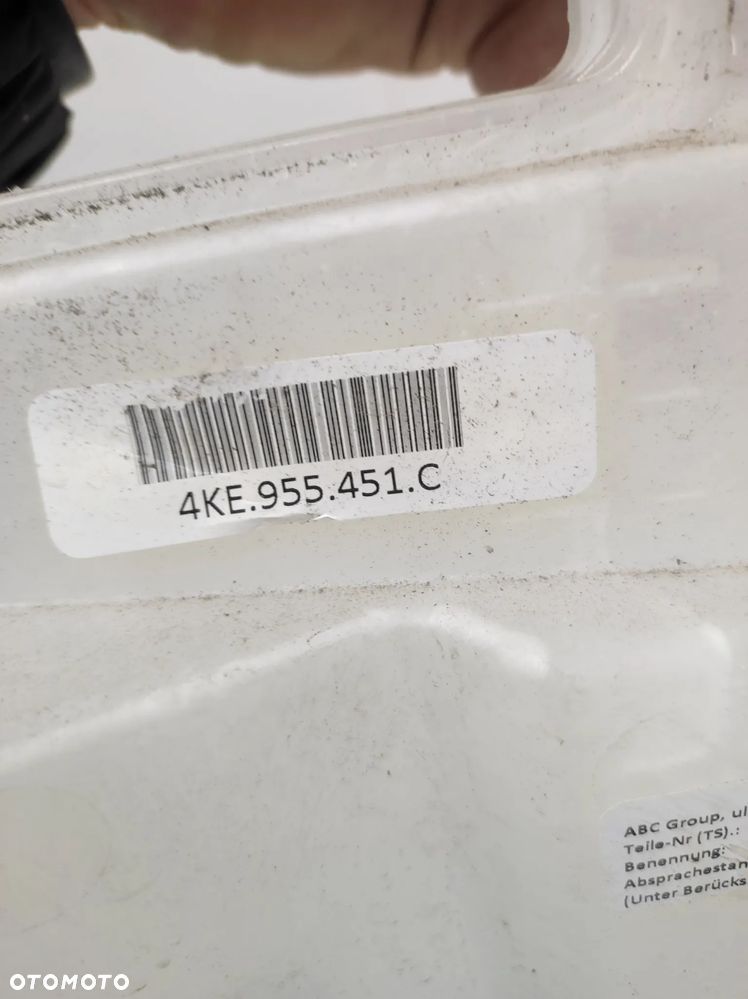 4KE.955.451.C
ABC Group, ul
Teile-Nr (TS).:
Benennung:
Absprachestan
(Unter Berücks
OTOMOTO